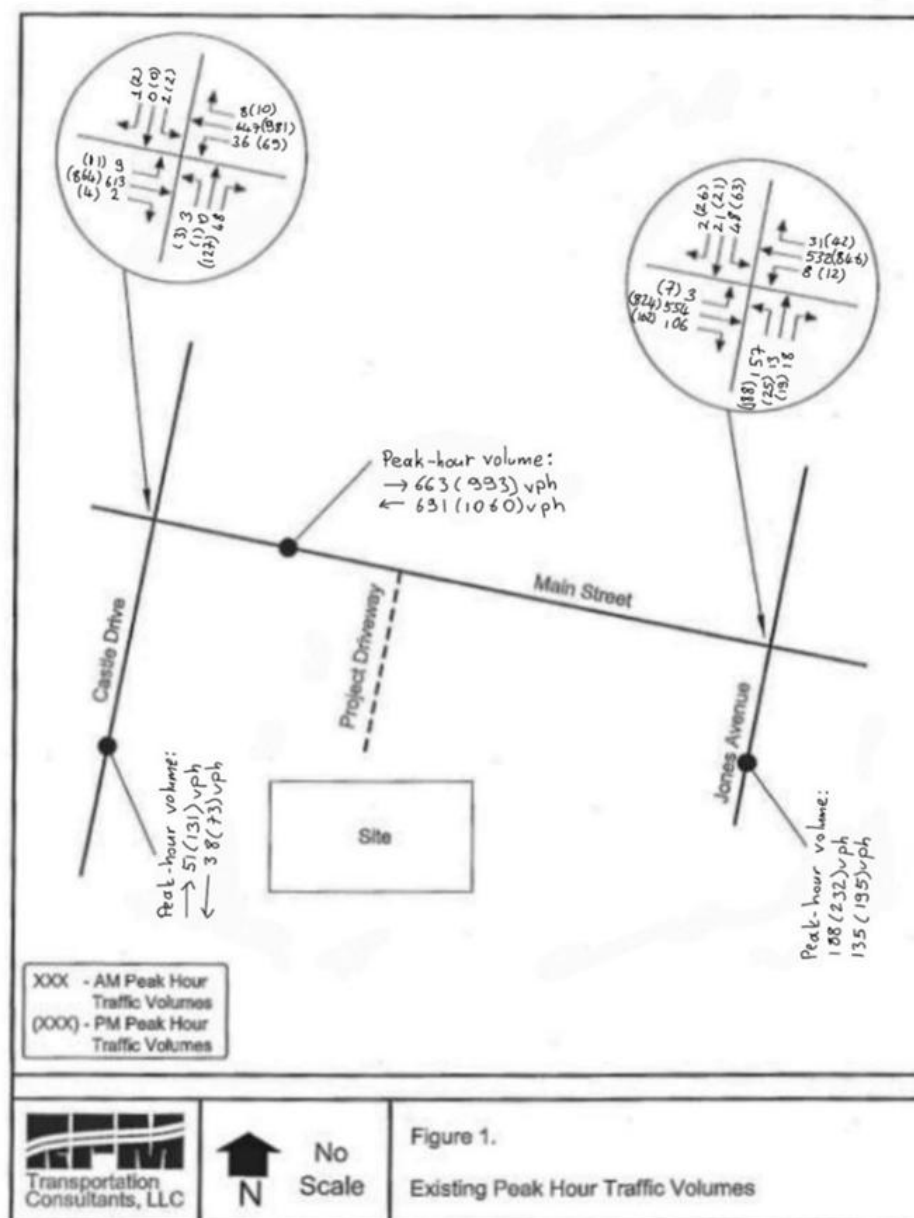 1(2)
0(0)
2(2)
8(10)
647(981)
36(69)
(11) 9
(864) 613
(4) 2
(3) 3
(1) 0
(127) 48
2(26)
21(21)
48(63)
31(42)
532(846)
8(12)
(7) 3
(824) 554
(102) 106
(188) 157
(25) 13
(19) 18
Peak-hour volume:
→ 663(993)vph
← 691(1060)vph
Main Street
Castle Drive
Project Driveway
Jones Avenue
Peak-hour volume:
→ 51(131)vph
← 38(73)vph
Site
Peak-hour volume:
188(232)vph
135(195)vph
XXX - AM Peak Hour
Traffic Volumes
(XXX) - PM Peak Hour
Traffic Volumes
Transportation
Consultants, LLC
N
No
Scale
Figure 1.
Existing Peak Hour Traffic Volumes